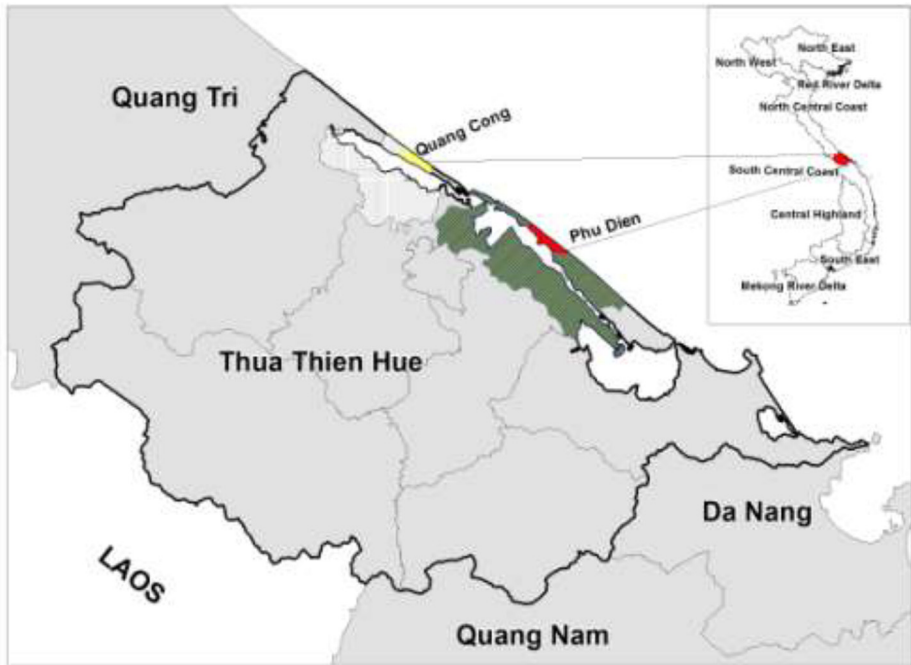 Quang Tri
Quang Cong
Phu Dien
Thua Thien Hue
Da Nang
LAOS
Quang Nam
North East
North West
Red River Delta
North Central Coast
South Central Coast
Central Highland
South East
Mekong River Delta